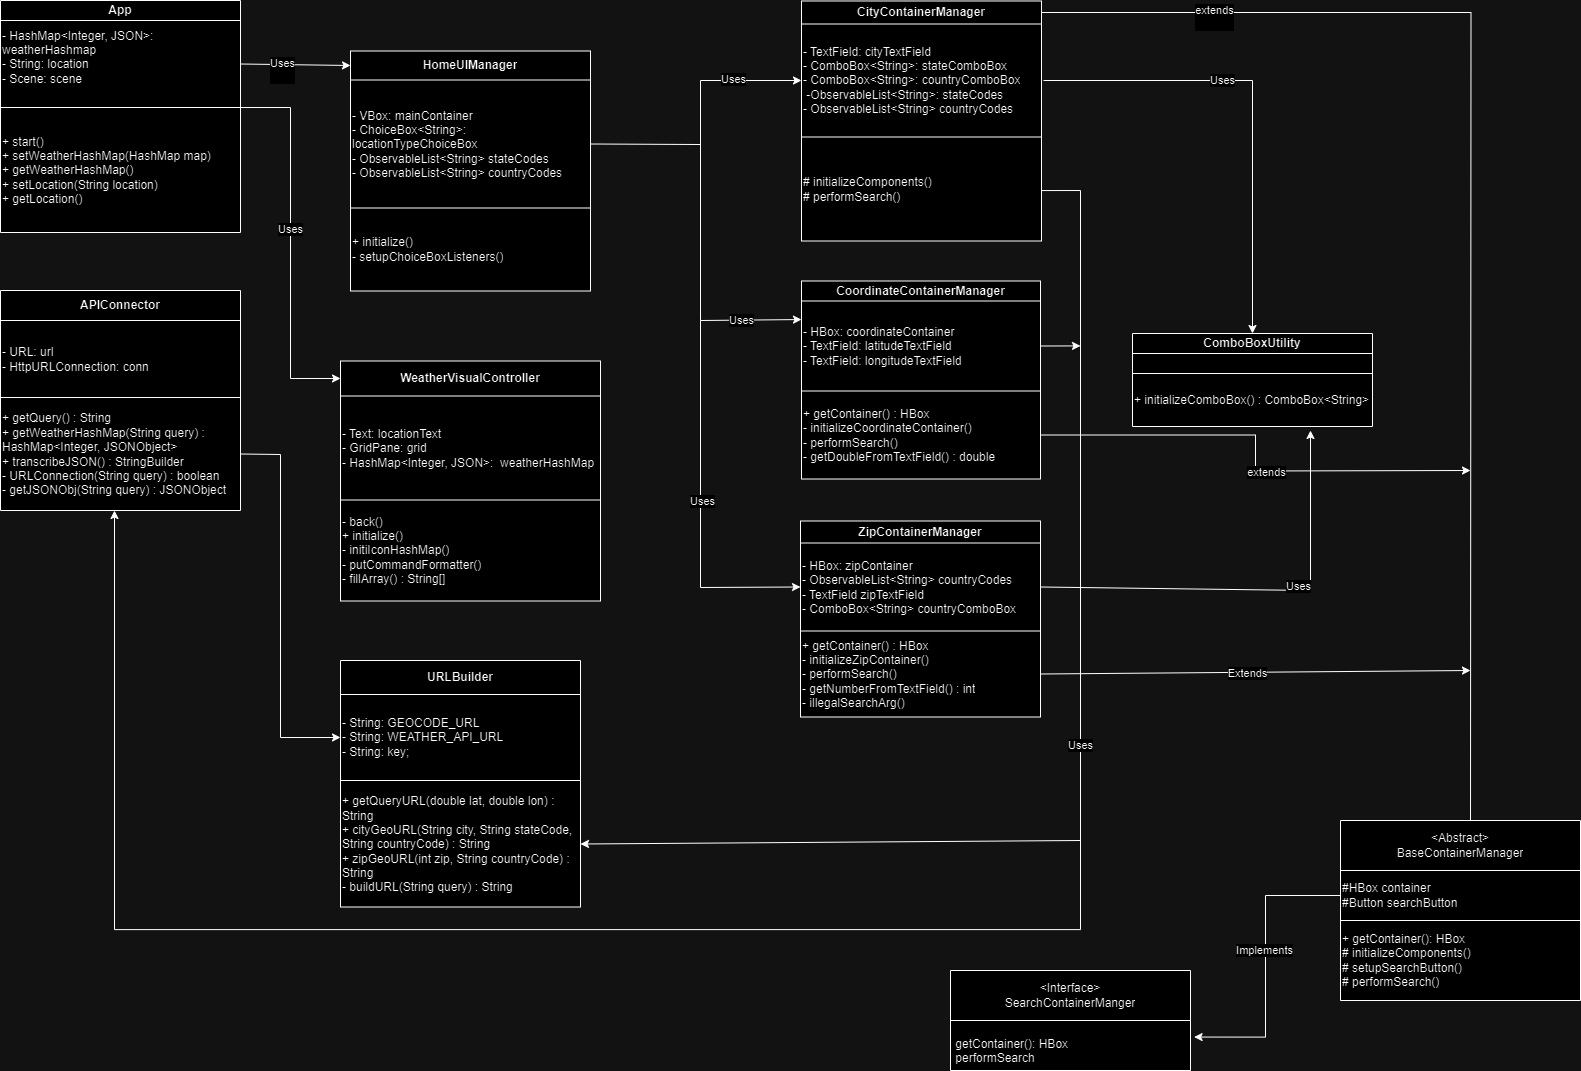 App
- HashMap<Integer, JSON>:
weatherHashmap
- String: location
- Scene: scene
+ start()
+ setWeatherHashMap(HashMap map)
+ getWeatherHashMap()
+ setLocation(String location)
+ getLocation()
Uses
Uses
HomeUIManager
- VBox: mainContainer
- ChoiceBox<String>:
locationTypeChoiceBox
- ObservableList<String> stateCodes
- ObservableList<String> countryCodes
+ initialize()
- setupChoiceBoxListeners()
Uses
Uses
Uses
CityContainerManager
- TextField: cityTextField
- ComboBox<String>: stateComboBox
- ComboBox<String>: countryComboBox
-ObservableList<String>: stateCodes
- ObservableList<String> countryCodes
# initializeComponents()
# performSearch()
extends
Uses
CoordinateContainerManager
- HBox: coordinateContainer
- TextField: latitudeTextField
- TextField: longitudeTextField
+ getContainer() : HBox
- initializeCoordinateContainer()
- performSearch()
- getDoubleFromTextField() : double
extends
ComboBoxUtility
+ initializeComboBox() : ComboBox<String>
APIConnector
- URL: url
- HttpURLConnection: conn
+ getQuery() : String
+ getWeatherHashMap(String query) :
HashMap<Integer, JSONObject>
+ transcribeJSON() : StringBuilder
- URLConnection(String query) : boolean
- getJSONObj(String query) : JSONObject
WeatherVisualController
- Text: locationText
- GridPane: grid
- HashMap<Integer, JSON>:  weatherHashMap
- back()
+ initialize()
- initiIconHashMap()
- putCommandFormatter()
- fillArray() : String[]
ZipContainerManager
- HBox: zipContainer
- ObservableList<String> countryCodes
- TextField zipTextField
- ComboBox<String> countryComboBox
+ getContainer() : HBox
- initializeZipContainer()
- performSearch()
- getNumberFromTextField() : int
- illegalSearchArg()
Uses
Extends
Uses
URLBuilder
- String: GEOCODE_URL
- String: WEATHER_API_URL
- String: key;
+ getQueryURL(double lat, double lon) :
String
+ cityGeoURL(String city, String stateCode,
String countryCode) : String
+ zipGeoURL(int zip, String countryCode) :
String
- buildURL(String query) : String
<Abstract>
BaseContainerManager
#HBox container
#Button searchButton
+ getContainer(): HBox
# initializeComponents()
# setupSearchButton()
# performSearch()
Implements
<Interface>
SearchContainerManger
getContainer(): HBox
performSearch